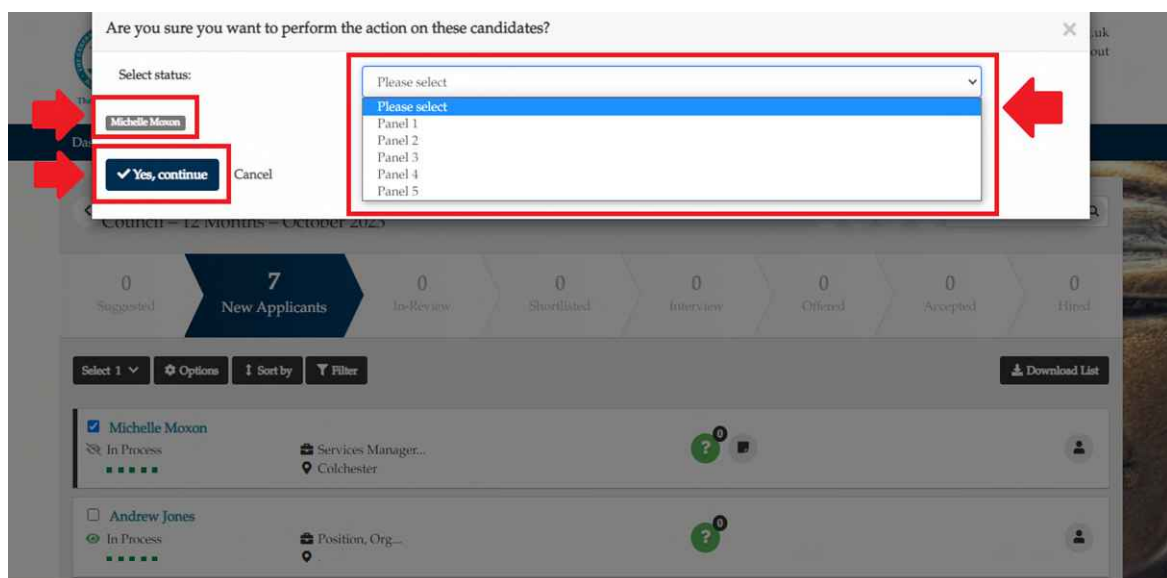 Are you sure you want to perform the action on these candidates? ×
.uk
out
Select status:
Please select
Please select
Panel 1
Panel 2
Panel 3
Panel 4
Panel 5
The
Michelle Moxon
Das
Yes, continue Cancel
Council – 12 Months – October 2023
0 7 0 0 0 0 0 0
Suggested New Applicants In-Review Shortlisted Interview Offered Accepted Hired
Select 1 Options Sort by Filter Download List
Michelle Moxon
In Process Services Manager... ? 0
Colchester
Andrew Jones
In Process Position, Org... ? 0